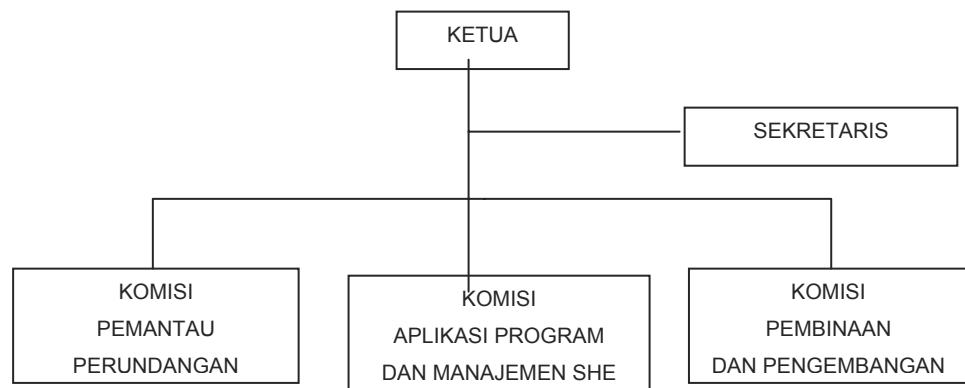 KETUA
SEKRETARIS
KOMISI
PEMANTAU
PERUNDANGAN
KOMISI
APLIKASI PROGRAM
DAN MANAJEMEN SHE
KOMISI
PEMBINAAN
DAN PENGEMBANGAN